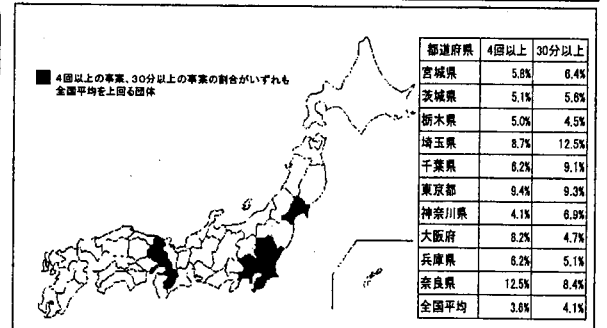 4回以上の事案、30分以上の事案の割合がいずれも
全国平均を上回る団体
都道府県 4回以上 30分以上
宮城県 5.8% 6.4%
茨城県 5.1% 5.6%
栃木県 5.0% 4.5%
埼玉県 8.7% 12.5%
千葉県 6.2% 9.1%
東京都 9.4% 9.3%
神奈川県 4.1% 6.9%
大阪府 8.2% 4.7%
兵庫県 6.2% 5.1%
奈良県 12.5% 8.4%
全国平均 3.6% 4.1%